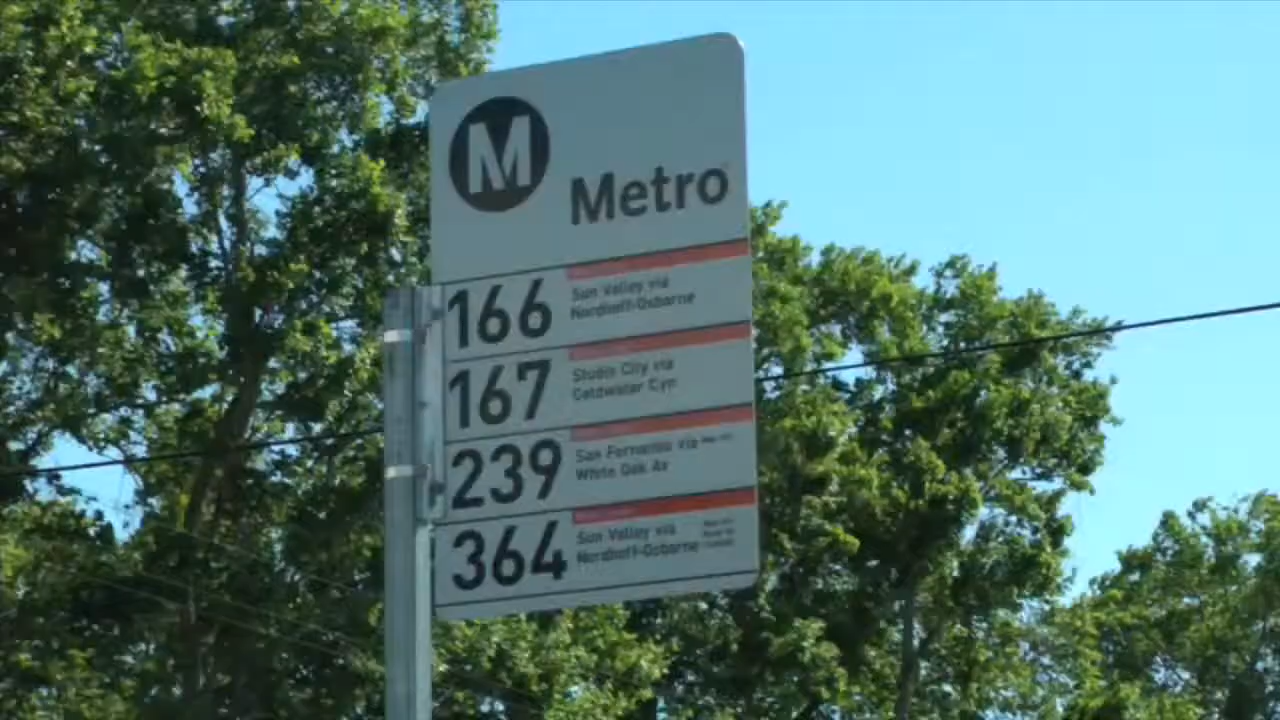 M
Metro
166
Sun Valley via
Nordhoff-Osborne
167
Studio City via
Coldwater Cyn
239
San Fernando via
White Oak Av
364
Sun Valley via
Nordhoff-Osborne